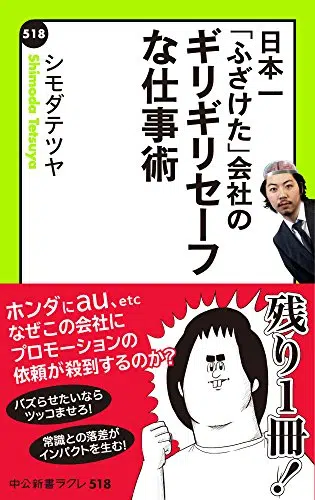 518
シモダテツヤ
Shimoda Tetsuya
日本一
「ふざけた」会社の
ギリギリセーフ
な仕事術
ホンダにau、etc
なぜこの会社に
プロモーションの
依頼が殺到するのか?
バズらせたいなら
ツッコませろ!
常識との落差が
インパクトを生む!
残り1冊!
中公新書ラクレ 518